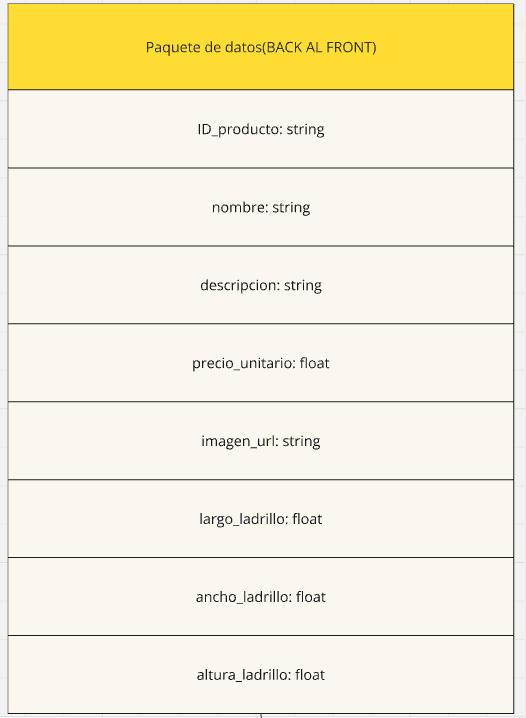 Paquete de datos(BACK AL FRONT)
ID_producto: string
nombre: string
descripcion: string
precio_unitario: float
imagen_url: string
largo_ladrillo: float
ancho_ladrillo: float
altura_ladrillo: float